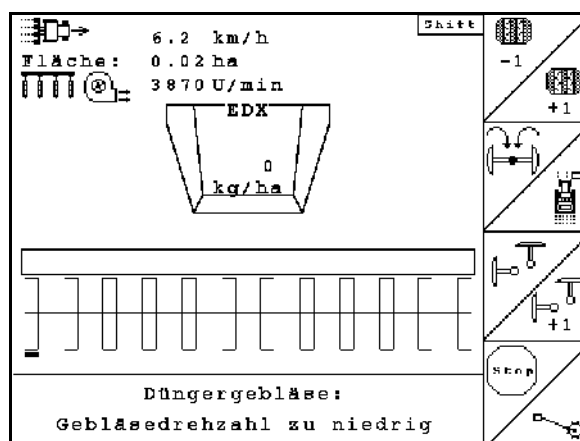 Shift
6.2 km/h
Fläche: 0.02 ha
3870 U/min
EDX
0
kg/ha
-1
+1
+1
Stop
Düngergebläse:
Gebläsedrehzahl zu niedrig